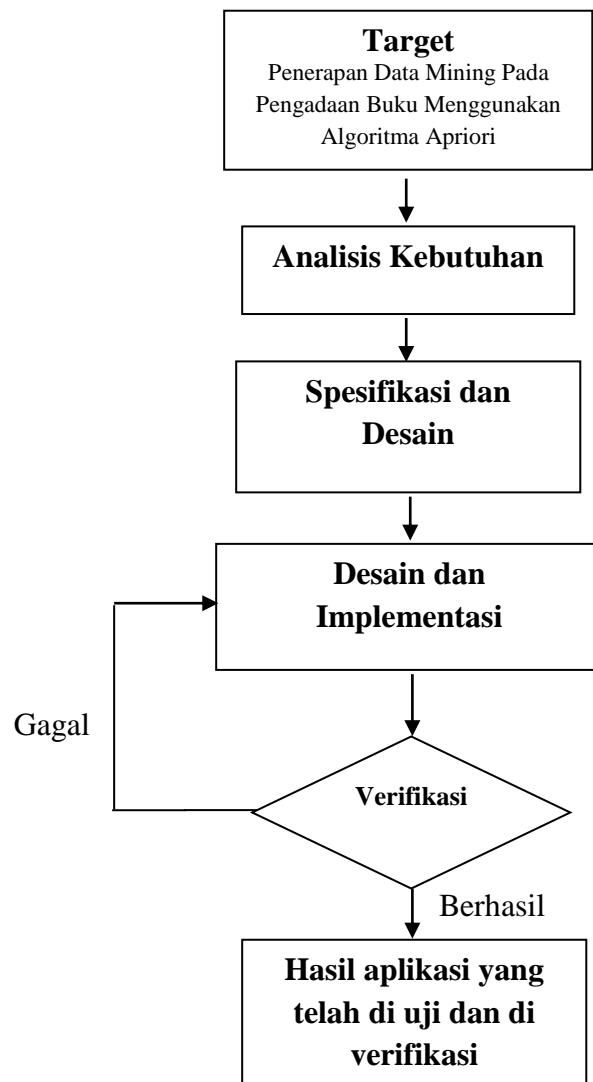 Target
Penerapan Data Mining Pada
Pengadaan Buku Menggunakan
Algoritma Apriori
Analisis Kebutuhan
Spesifikasi dan
Desain
Desain dan
Implementasi
Gagal
Verifikasi
Berhasil
Hasil aplikasi yang
telah di uji dan di
verifikasi